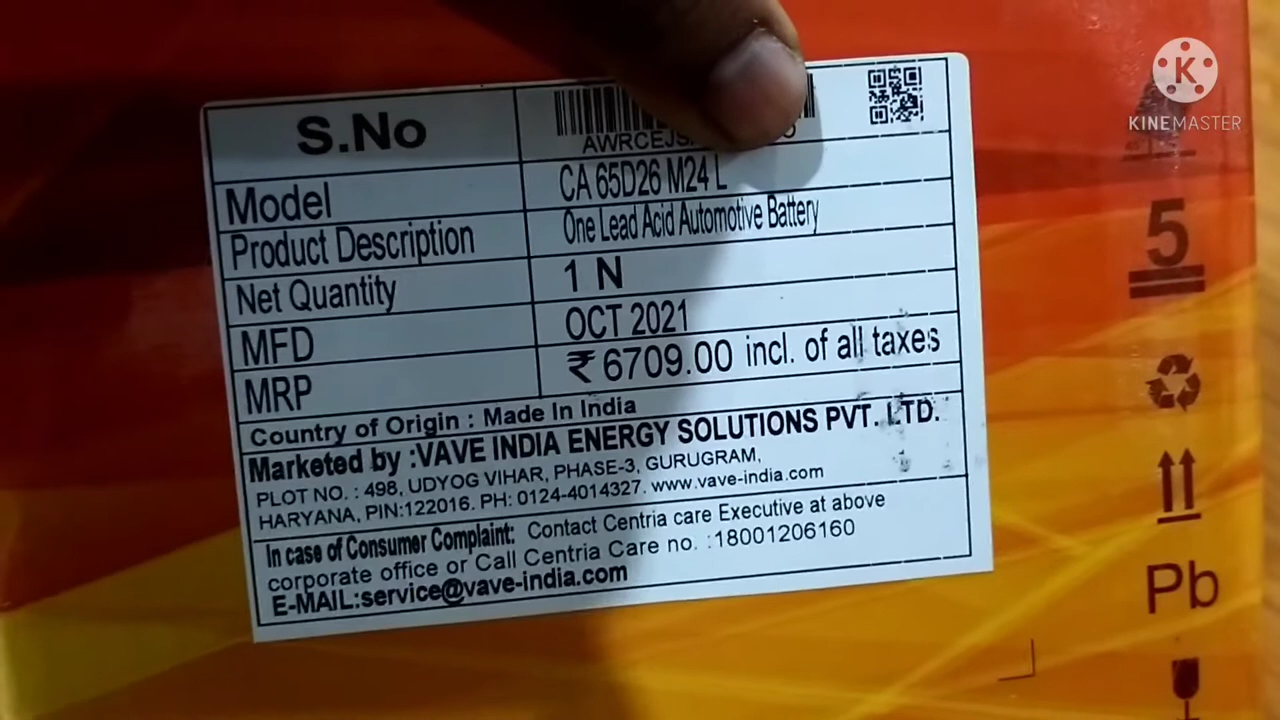 S.No
Model CA 65D26 M24 L
Product Description One Lead Acid Automotive Battery
Net Quantity 1 N
MFD OCT 2021
MRP ₹ 6709.00 incl. of all taxes
Country of Origin : Made In India
Marketed by :VAVE INDIA ENERGY SOLUTIONS PVT. LTD.
PLOT NO. : 498, UDYOG VIHAR, PHASE-3, GURUGRAM,
HARYANA, PIN:122016. PH: 0124-4014327. www.vave-india.com
In case of Consumer Complaint: Contact Centria care Executive at above
corporate office or Call Centria Care no. :18001206160
E-MAIL:service@vave-india.com
K
KINEMASTER
5
Pb